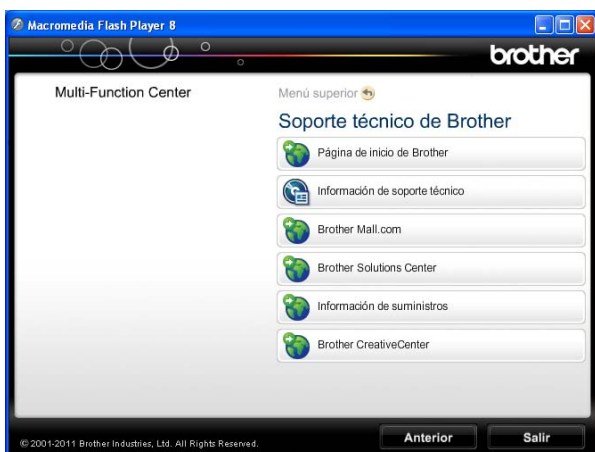 Macromedia Flash Player 8
brother
Multi-Function Center
Menú superior
Soporte técnico de Brother
Página de inicio de Brother
Información de soporte técnico
Brother Mall.com
Brother Solutions Center
Información de suministros
Brother CreativeCenter
© 2001-2011 Brother Industries, Ltd. All Rights Reserved.
Anterior
Salir